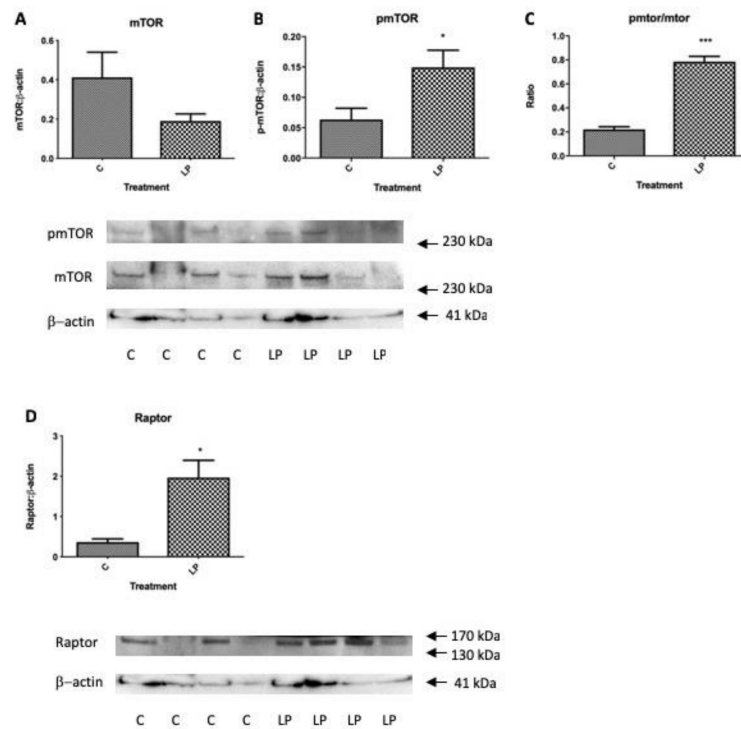 A
mTOR
mTOR:β-actin
0.6
0.4
0.2
0.0
C
LP
Treatment
B
pmTOR
p-mTOR:β-actin
0.20
0.15
0.10
0.05
0.00
*
C
LP
Treatment
C
pmtor/mtor
Ratio
1.0
0.8
0.6
0.4
0.2
0.0
***
C
LP
Treatment
pmTOR
230 kDa
mTOR
230 kDa
β-actin
41 kDa
C C C C LP LP LP LP
D
Raptor
Raptor:β-actin
3
2
1
0
*
C
LP
Treatment
Raptor
170 kDa
130 kDa
β-actin
41 kDa
C C C C LP LP LP LP